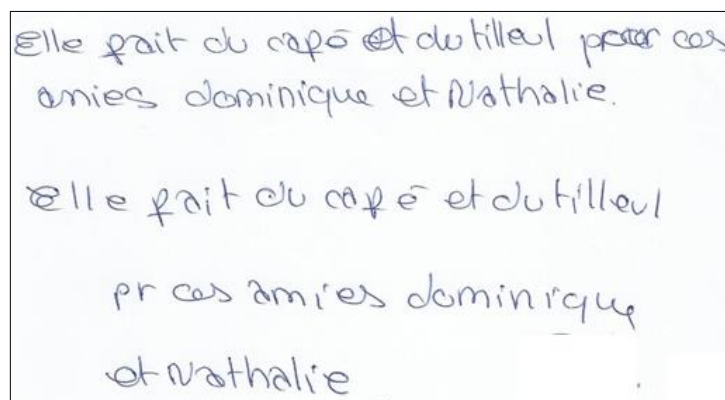 Elle fait du café et du tilleul pour ces
amies dominique et Nathalie.
Elle fait du café et du tilleul
pr ces amies dominique
et Nathalie